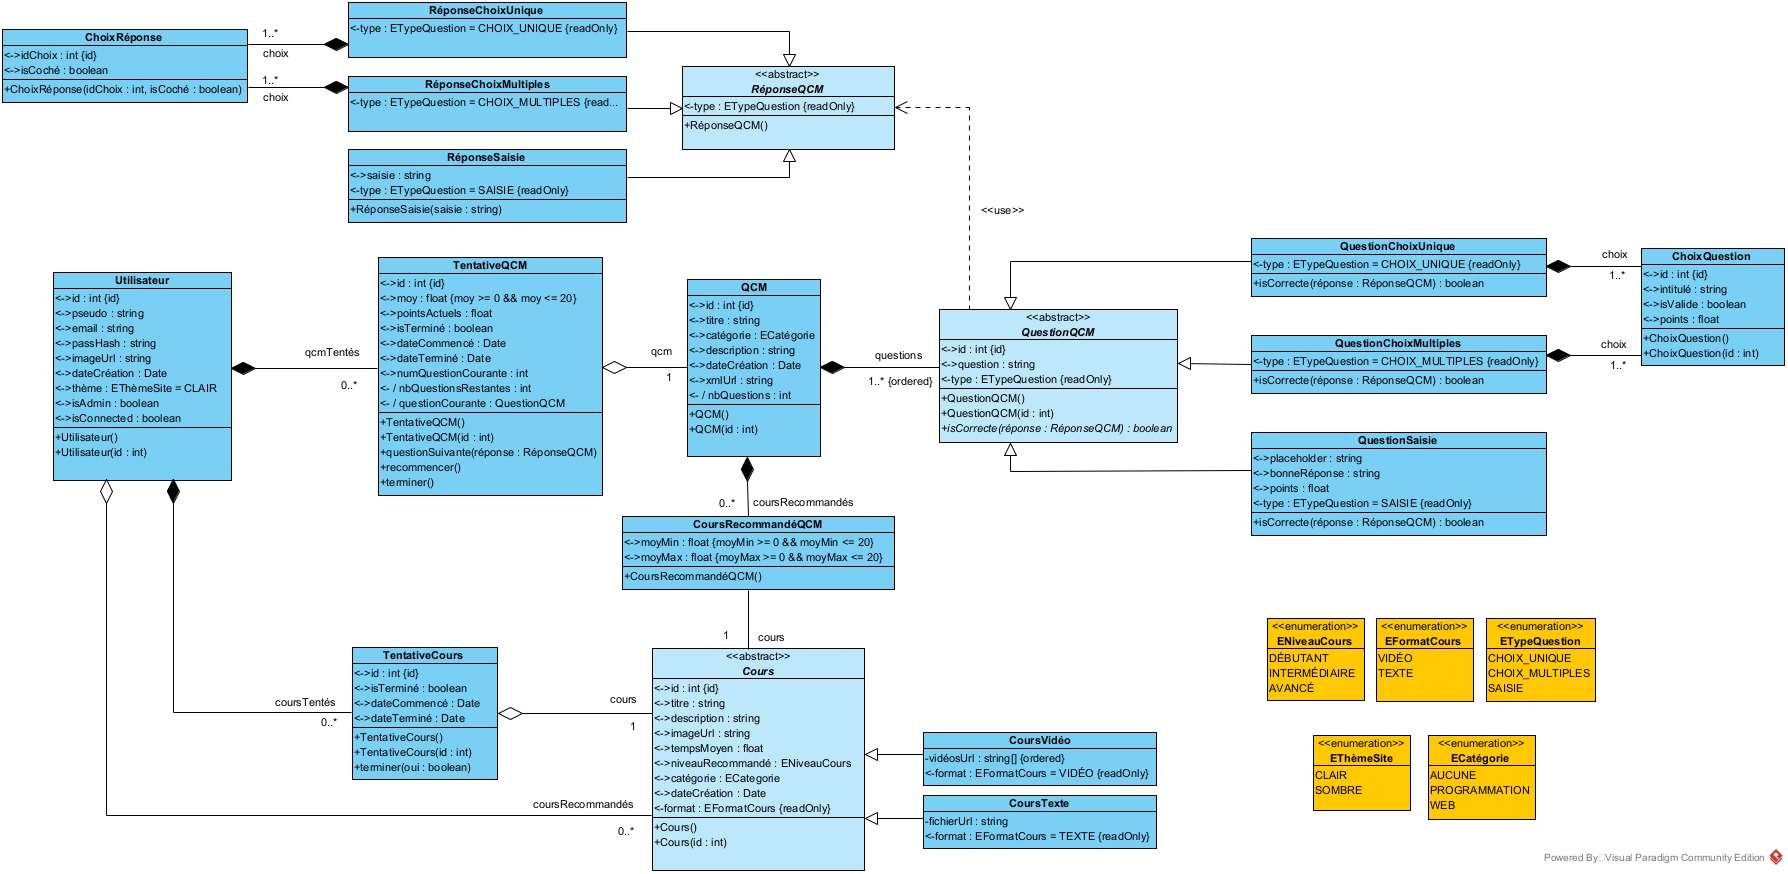 RéponseChoixUnique
<-type : ETypeQuestion = CHOIX_UNIQUE {readOnly}
ChoixRéponse
<->idChoix : int {id}
<->isCoché : boolean
+ChoixRéponse(idChoix : int, isCoché : boolean)
1..*
choix
1..*
choix
RéponseChoixMultiples
<-type : ETypeQuestion = CHOIX_MULTIPLES {read...
<<abstract>>
RéponseQCM
<-type : ETypeQuestion {readOnly}
+RéponseQCM()
RéponseSaisie
<->saisie : string
<-type : ETypeQuestion = SAISIE {readOnly}
+RéponseSaisie(saisie : string)
<<use>>
Utilisateur
<->id : int {id}
<->pseudo : string
<->email : string
<->passHash : string
<->imageUrl : string
<->dateCréation : Date
<->thème : EThèmeSite = CLAIR
<->isAdmin : boolean
<->isConnected : boolean
+Utilisateur()
+Utilisateur(id : int)
qcmTentés
0..*
TentativeQCM
<->id : int {id}
<->moy : float {moy >= 0 && moy <= 20}
<->pointsActuels : float
<->isTerminé : boolean
<->dateCommencé : Date
<->dateTerminé : Date
<->numQuestionCourante : int
<- / nbQuestionsRestantes : int
<- / questionCourante : QuestionQCM
+TentativeQCM()
+TentativeQCM(id : int)
+questionSuivante(réponse : RéponseQCM)
+recommencer()
+terminer()
qcm
1
QCM
<->id : int {id}
<->titre : string
<->catégorie : ECatégorie
<->description : string
<->dateCréation : Date
<->xmlUrl : string
<- / nbQuestions : int
+QCM()
+QCM(id : int)
questions
1..* {ordered}
<<abstract>>
QuestionQCM
<->id : int {id}
<->question : string
<-type : ETypeQuestion {readOnly}
+QuestionQCM()
+QuestionQCM(id : int)
+isCorrecte(réponse : RéponseQCM) : boolean
QuestionChoixUnique
<-type : ETypeQuestion = CHOIX_UNIQUE {readOnly}
+isCorrecte(réponse : RéponseQCM) : boolean
choix
1..*
ChoixQuestion
<->id : int {id}
<->intitulé : string
<->isValide : boolean
<->points : float
+ChoixQuestion()
+ChoixQuestion(id : int)
QuestionChoixMultiples
<-type : ETypeQuestion = CHOIX_MULTIPLES {readOnly}
+isCorrecte(réponse : RéponseQCM) : boolean
choix
1..*
QuestionSaisie
<->placeholder : string
<->bonneRéponse : string
<->points : float
<-type : ETypeQuestion = SAISIE {readOnly}
+isCorrecte(réponse : RéponseQCM) : boolean
0..*
coursRecommandés
CoursRecommandéQCM
<->moyMin : float {moyMin >= 0 && moyMin <= 20}
<->moyMax : float {moyMax >= 0 && moyMax <= 20}
+CoursRecommandéQCM()
1
cours
coursTentés
0..*
TentativeCours
<->id : int {id}
<->isTerminé : boolean
<->dateCommencé : Date
<->dateTerminé : Date
+TentativeCours()
+TentativeCours(id : int)
+terminer(oui : boolean)
cours
1
coursRecommandés
0..*
<<abstract>>
Cours
<->id : int {id}
<->titre : string
<->description : string
<->imageUrl : string
<->tempsMoyen : float
<->niveauRecommandé : ENiveauCours
<->catégorie : ECategorie
<->dateCréation : Date
<-format : EFormatCours {readOnly}
+Cours()
+Cours(id : int)
CoursVidéo
-vidéosUrl : string[] {ordered}
<-format : EFormatCours = VIDÉO {readOnly}
CoursTexte
-fichierUrl : string
<-format : EFormatCours = TEXTE {readOnly}
<<enumeration>>
ENiveauCours
DÉBUTANT
INTERMÉDIAIRE
AVANCÉ
<<enumeration>>
EFormatCours
VIDÉO
TEXTE
<<enumeration>>
ETypeQuestion
CHOIX_UNIQUE
CHOIX_MULTIPLES
SAISIE
<<enumeration>>
EThèmeSite
CLAIR
SOMBRE
<<enumeration>>
ECatégorie
AUCUNE
PROGRAMMATION
WEB
Powered By Visual Paradigm Community Edition